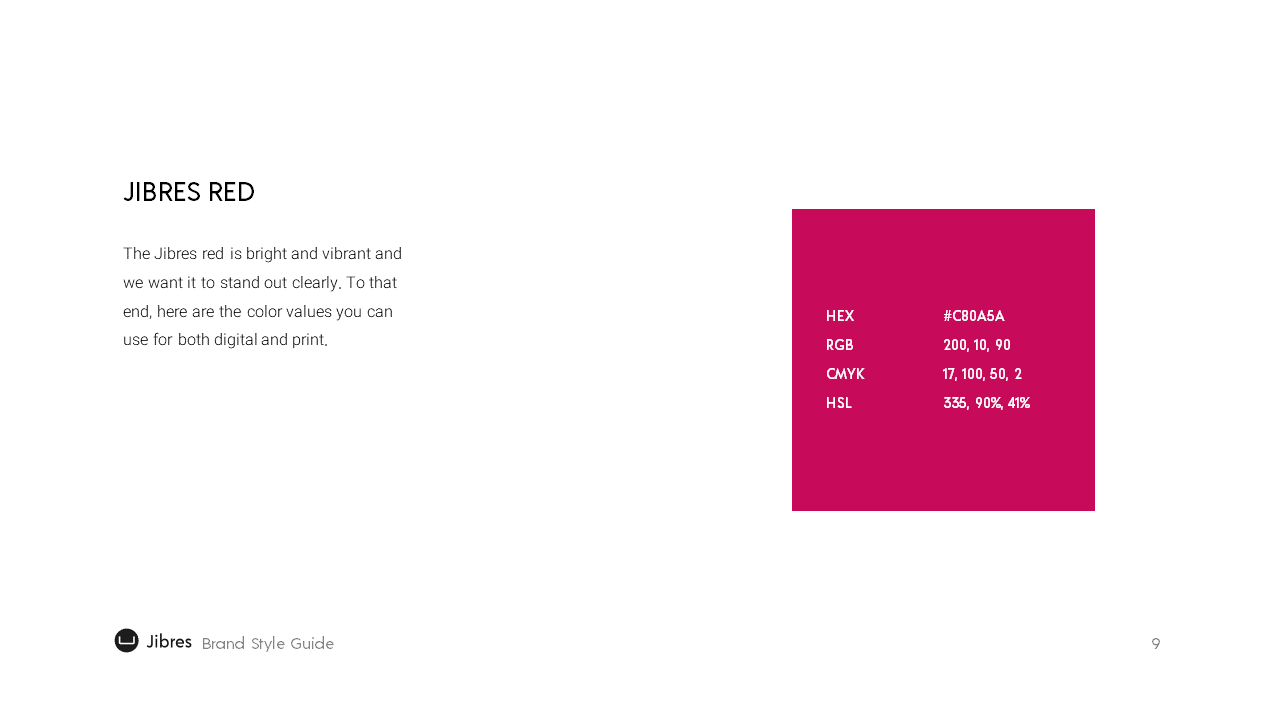 JIBRES RED
The Jibres red is bright and vibrant and
we want it to stand out clearly. To that
end, here are the color values you can
use for both digital and print.
HEX #C80A5A
RGB 200, 10, 90
CMYK 17, 100, 50, 2
HSL 335, 90%, 41%
Jibres Brand Style Guide 9